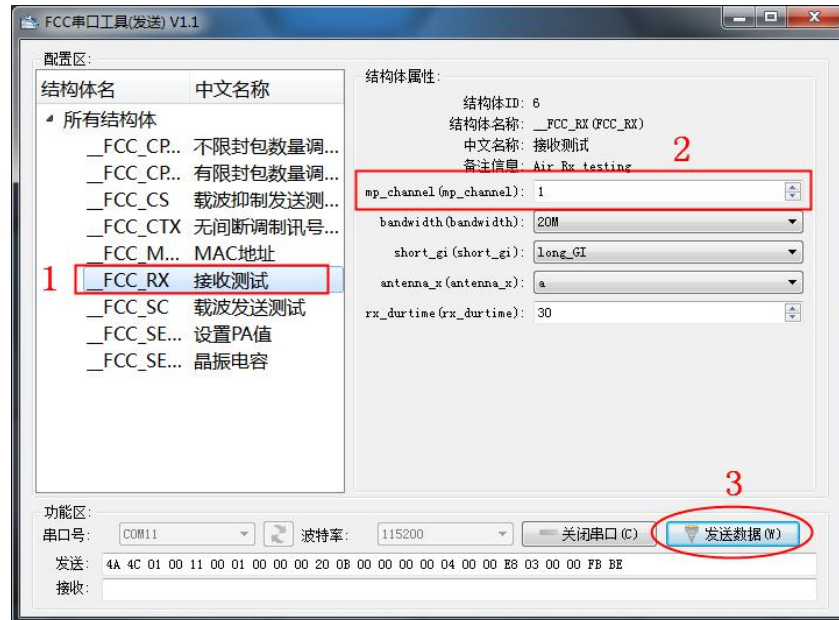 FCC串口工具(发送) V1.1
配置区:
结构体名 中文名称
所有结构体
__FCC_CP... 不限封包数量调...
__FCC_CP... 有限封包数量调...
__FCC_CS 载波抑制发送测...
__FCC_CTX 无间断调制讯号...
__FCC_M... MAC地址
1 __FCC_RX 接收测试
__FCC_SC 载波发送测试
__FCC_SE... 设置PA值
__FCC_SE... 晶振电容
结构体属性:
结构体ID: 6
结构体名称: __FCC_RX(FCC_RX)
中文名称: 接收测试
2
备注信息: Air Rx testing
mp_channel(mp_channel): 1
bandwidth(bandwidth): 20M
short_gi(short_gi): long_GI
antenna_x(antenna_x): a
rx_durtime(rx_durtime): 30
3
功能区:
串口号: COM11 波特率: 115200 关闭串口(C) 发送数据(W)
发送: 4A 4C 01 00 11 00 01 00 00 00 20 0B 00 00 00 00 04 00 00 E8 03 00 00 FB BE
接收: